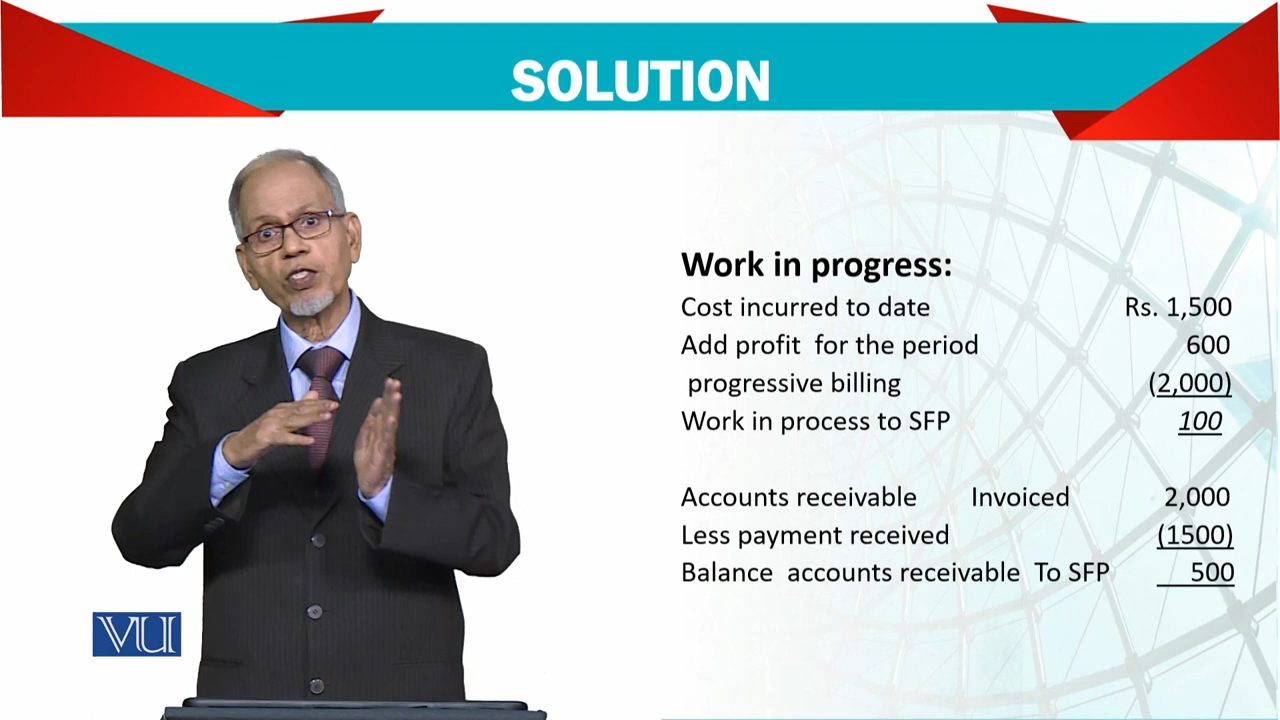 SOLUTION
Work in progress:
Cost incurred to date Rs. 1,500
Add profit for the period 600
progressive billing (2,000)
Work in process to SFP 100
Accounts receivable Invoiced 2,000
Less payment received (1500)
Balance accounts receivable To SFP 500
VU